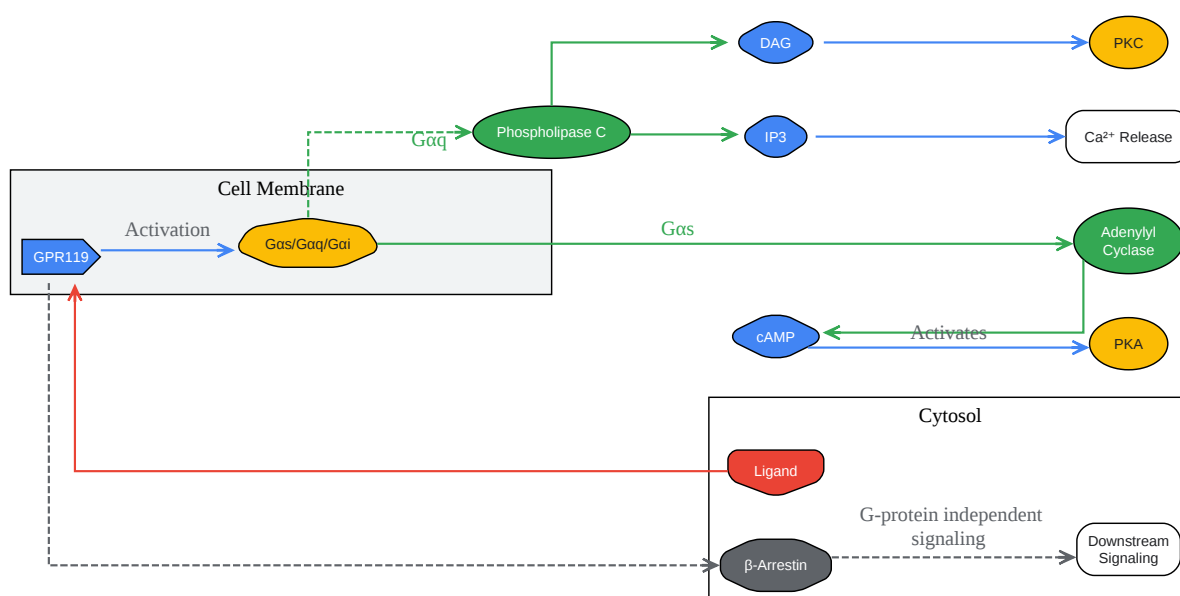 DAG
PKC
Phospholipase C
Gαq
IP3
Ca²⁺ Release
Cell Membrane
Activation
GPR119
Gαs/Gαq/Gαi
Gαs
Adenylyl
Cyclase
cAMP
Activates
PKA
Cytosol
Ligand
G-protein independent
signaling
β-Arrestin
Downstream
Signaling